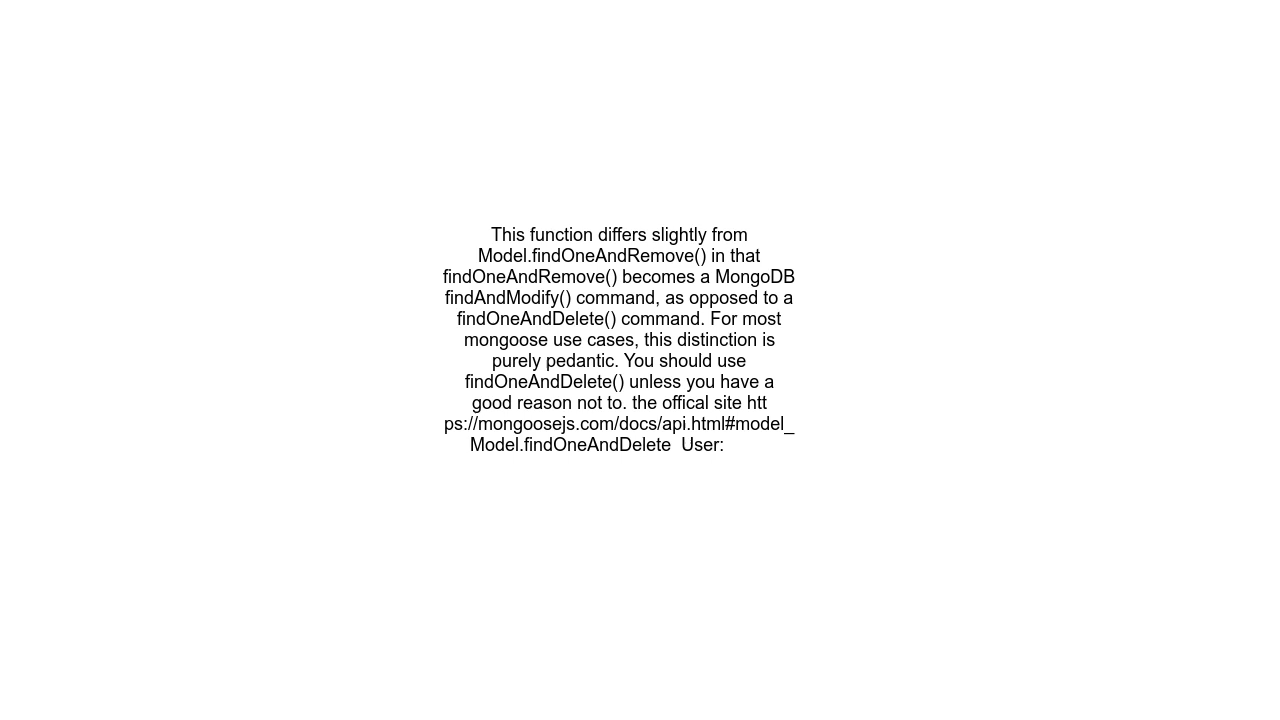 This function differs slightly from
Model.findOneAndRemove() in that
findOneAndRemove() becomes a MongoDB
findAndModify() command, as opposed to a
findOneAndDelete() command. For most
mongoose use cases, this distinction is
purely pedantic. You should use
findOneAndDelete() unless you have a
good reason not to. the offical site htt
ps://mongoosejs.com/docs/api.html#model_
Model.findOneAndDelete  User: